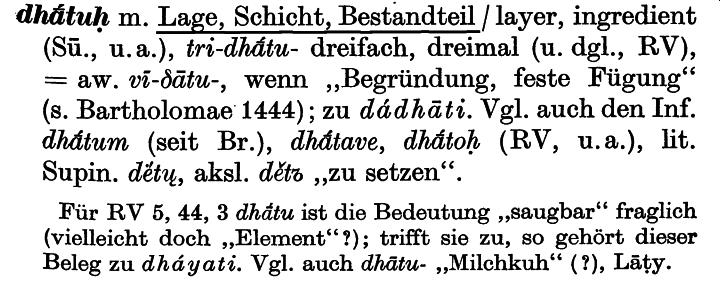 dhā́tuḥ m. Lage, Schicht, Bestandteil / layer, ingredient
(Sū., u. a.), tri-dhā́tu- dreifach, dreimal (u. dgl., RV),
= aw. vī-δātu-, wenn „Begründung, feste Fügung“
(s. Bartholomae 1444); zu dádhāti. Vgl. auch den Inf.
dhā́tum (seit Br.), dhā́tave, dhā́toḥ (RV, u.a.), lit.
Supin. dė́tų, aksl. dětъ „zu setzen“.
Für RV 5, 44, 3 dhā́tu ist die Bedeutung „saugbar“ fraglich
(vielleicht doch „Element“?); trifft sie zu, so gehört dieser
Beleg zu dháyati. Vgl. auch dhātu- „Milchkuh“ (?), Lāṭy.